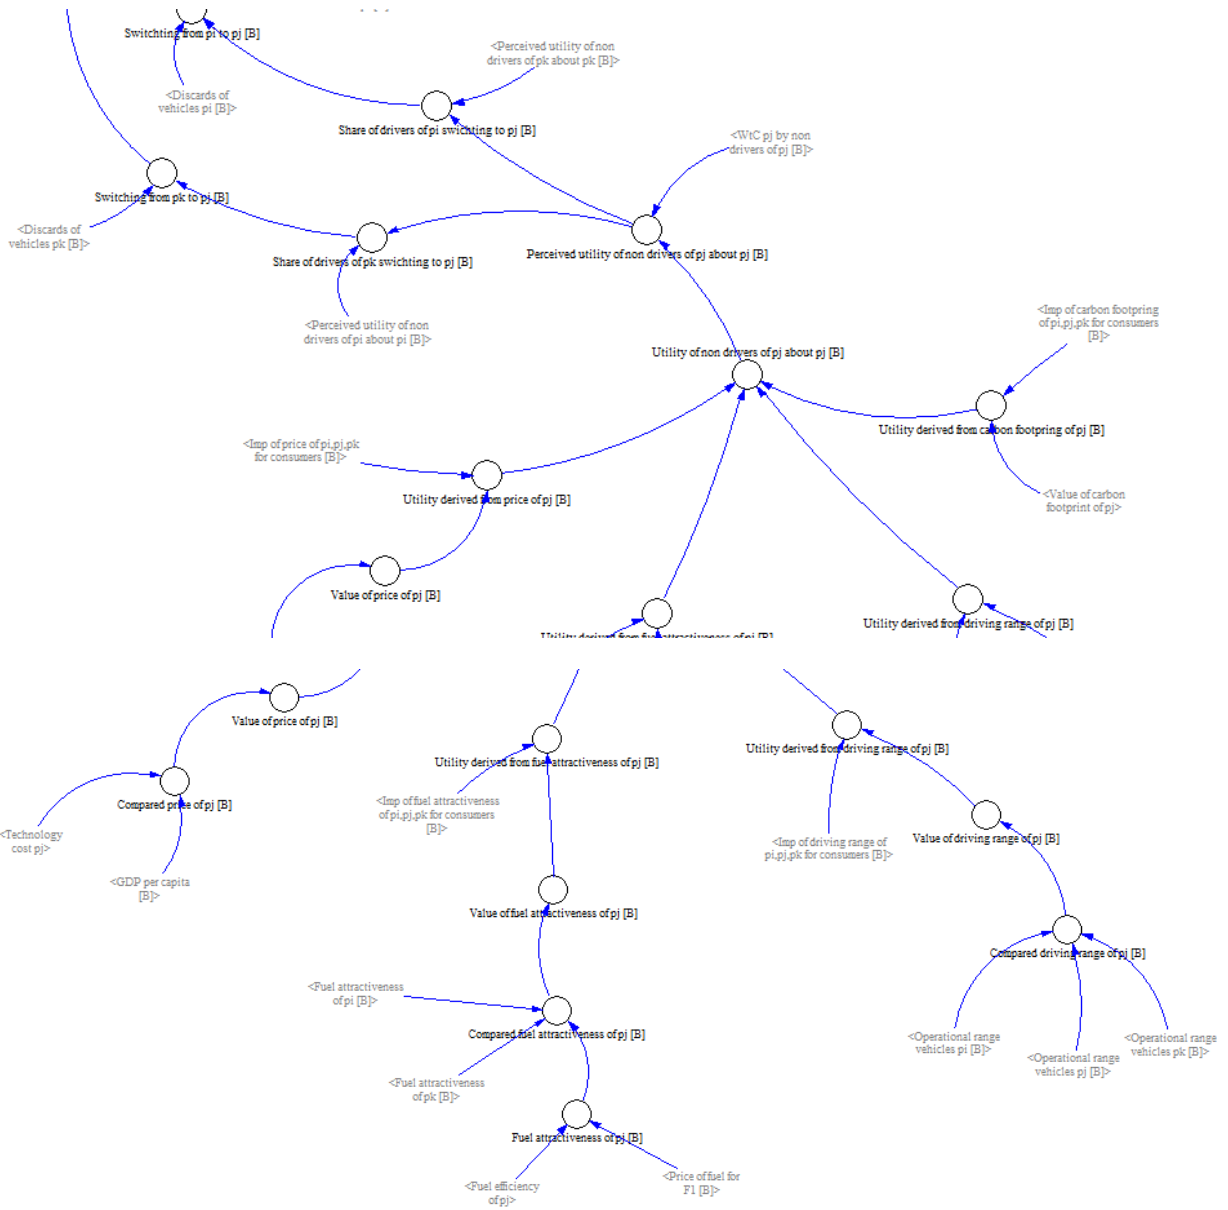 Switchting from pi to pj [B]
<Perceived utility of non
drivers of pk about pk [B]>
<Discards of
vehicles pi [B]>
Share of drivers of pi swichting to pj [B]
<WtC pj by non
drivers of pj [B]>
Switching from pk to pj [B]
<Discards of
vehicles pk [B]>
Share of drivers of pk swichting to pj [B]
Perceived utility of non drivers of pj about pj [B]
<Perceived utility of non
drivers of pi about pi [B]>
<Imp of carbon footpring
of pi,pj,pk for consumers
[B]>
Utility of non drivers of pj about pj [B]
Utility derived from carbon footpring of pj [B]
<Imp of price of pi,pj,pk
for consumers [B]>
Utility derived from price of pj [B]
<Value of carbon
footprint of pj>
Value of price of pj [B]
Utility derived from fuel attractiveness of pj [B]
Utility derived from driving range of pj [B]
Value of price of pj [B]
Utility derived from fuel attractiveness of pj [B]
Utility derived from driving range of pj [B]
Compared price of pj [B]
<Imp of fuel attractiveness
of pi,pj,pk for consumers
[B]>
<Technology
cost pj>
<Imp of driving range of
pi,pj,pk for consumers [B]>
Value of driving range of pj [B]
<GDP per capita
[B]>
Value of fuel attractiveness of pj [B]
Compared driving range of pj [B]
<Fuel attractiveness
of pi [B]>
Compared fuel attractiveness of pj [B]
<Operational range
vehicles pi [B]>
<Operational range
vehicles pj [B]>
<Operational range
vehicles pk [B]>
<Fuel attractiveness
of pk [B]>
Fuel attractiveness of pj [B]
<Fuel efficiency
of pj>
<Price of fuel for
F1 [B]>